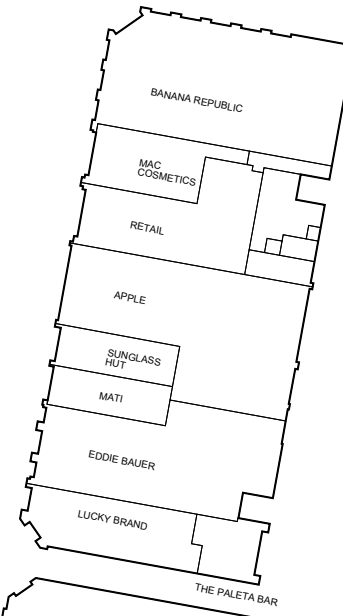 BANANA REPUBLIC
MAC
COSMETICS
RETAIL
APPLE
SUNGLASS
HUT
MATI
EDDIE BAUER
LUCKY BRAND
THE PALETA BAR